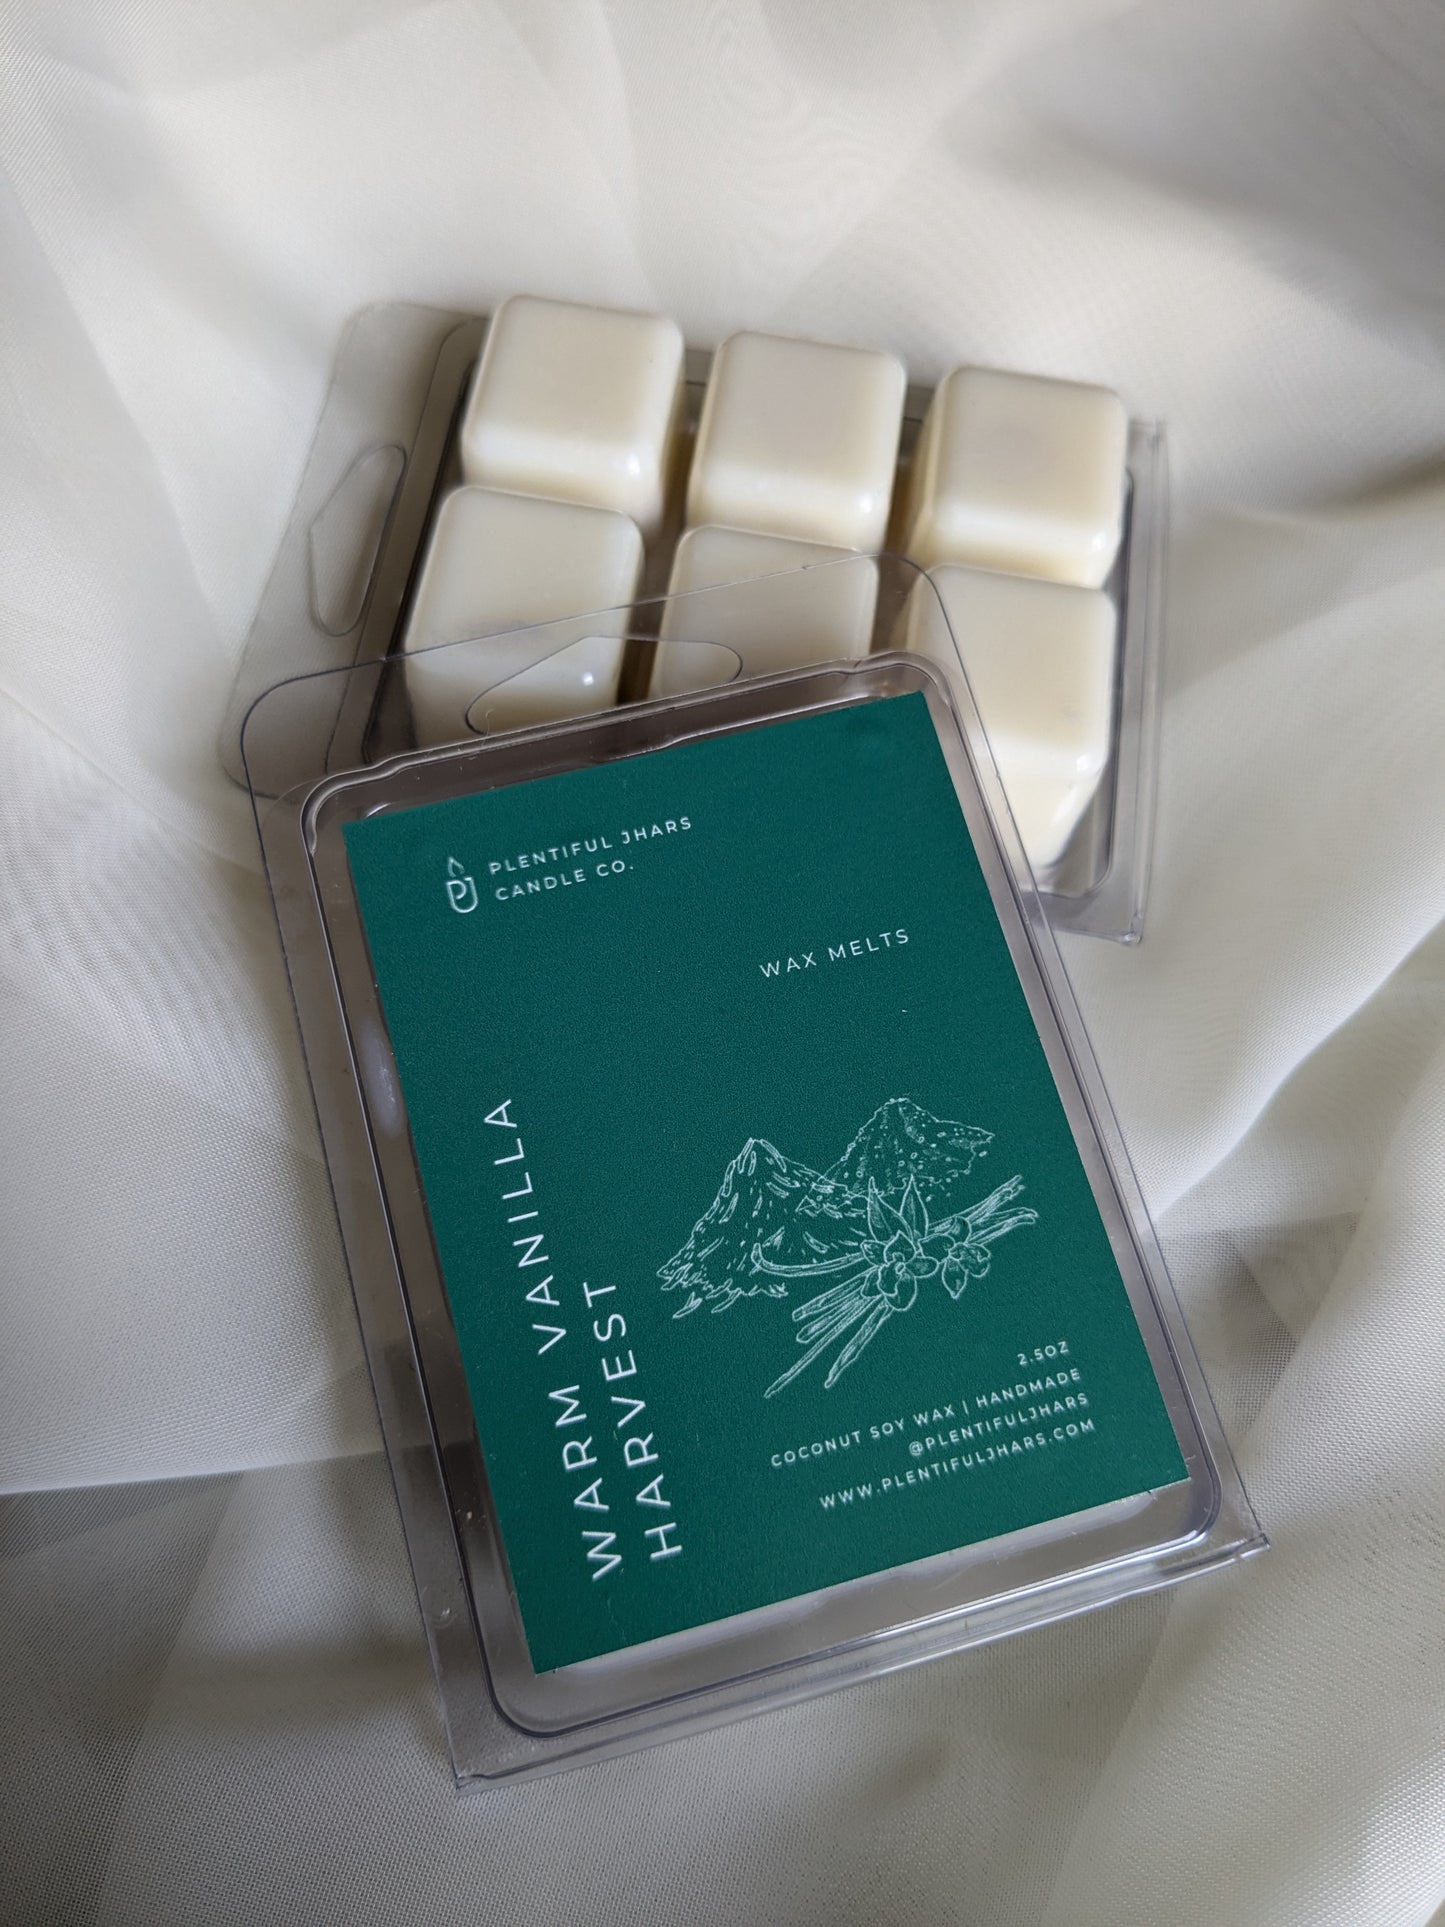 PLENTIFUL JHARS
CANDLE CO.
WAX MELTS
WARM VANILLA
HARVEST
2.5OZ
COCONUT SOY WAX | HANDMADE
@PLENTIFULJHARS
WWW.PLENTIFULJHARS.COM